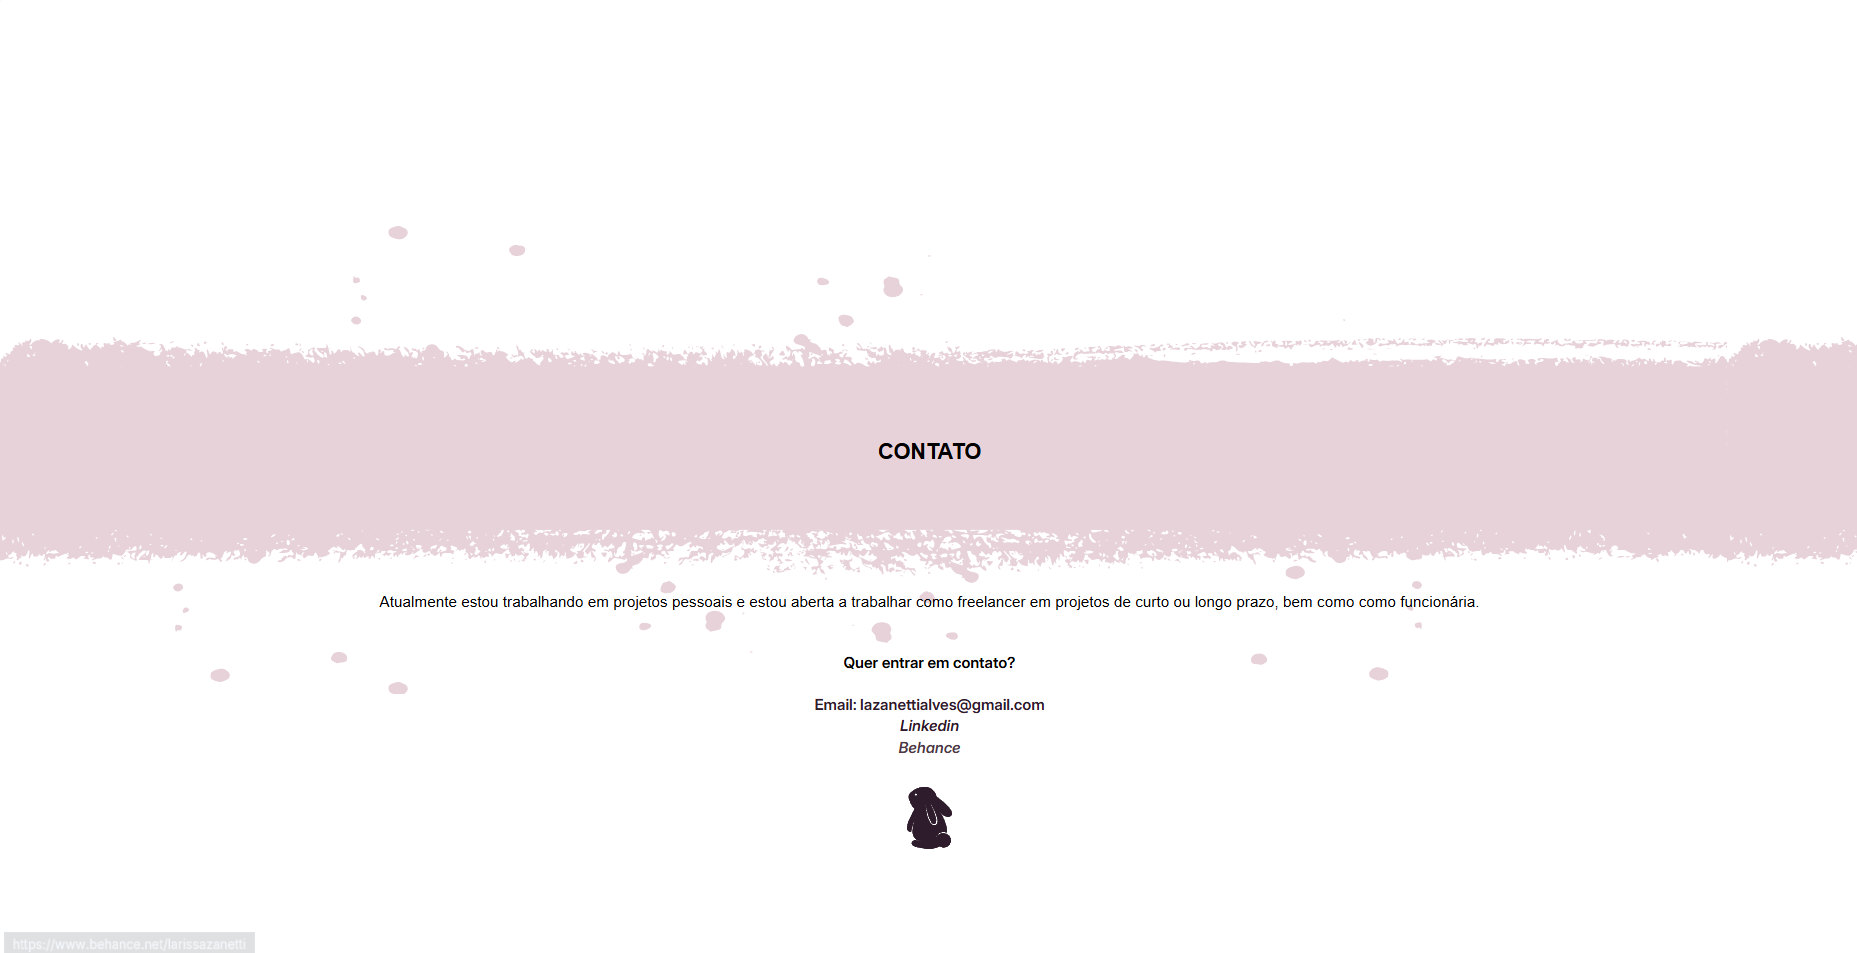 CONTATO
Atualmente estou trabalhando em projetos pessoais e estou aberta a trabalhar como freelancer em projetos de curto ou longo prazo, bem como como funcionária.
Quer entrar em contato?
Email: lazanettialves@gmail.com
Linkedin
Behance
https://www.behance.net/larissazanetti